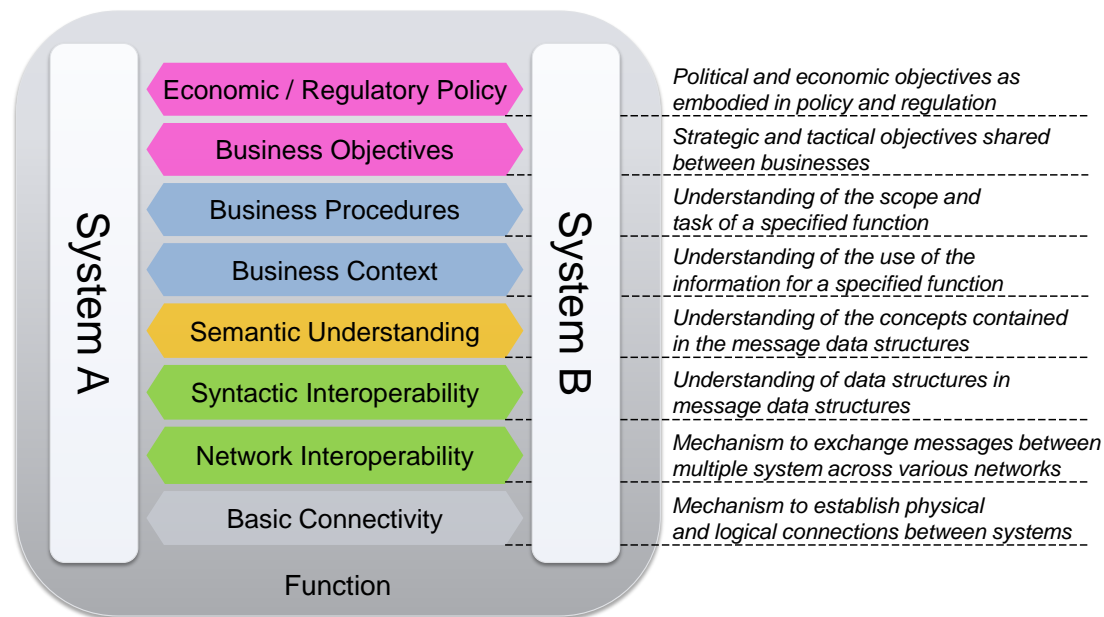 System A
System B
Economic / Regulatory Policy
Political and economic objectives as
embodied in policy and regulation
Business Objectives
Strategic and tactical objectives shared
between businesses
Business Procedures
Understanding of the scope and
task of a specified function
Business Context
Understanding of the use of the
information for a specified function
Semantic Understanding
Understanding of the concepts contained
in the message data structures
Syntactic Interoperability
Understanding of data structures in
message data structures
Network Interoperability
Mechanism to exchange messages between
multiple system across various networks
Basic Connectivity
Mechanism to establish physical
and logical connections between systems
Function